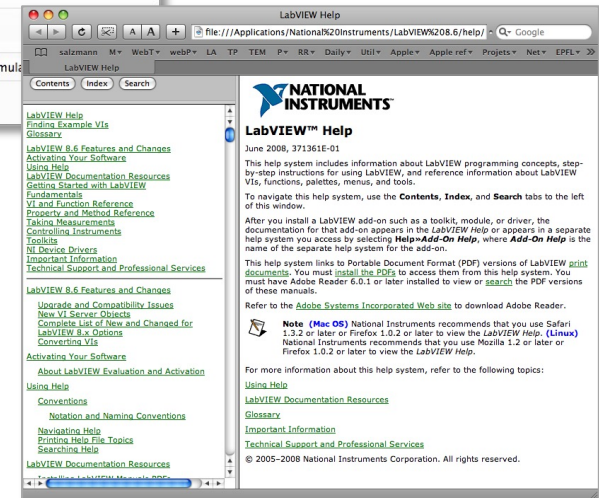 LabVIEW Help
A A + file:///Applications/National%20Instruments/LabVIEW%208.6/help/ Google
salzmann M▾ WebT▾ webP▾ LA TP TEM P▾ RR▾ Daily▾ Util▾ Apple▾ Apple ref▾ Projets▾ Net▾ EPFL▾
LabVIEW Help
Contents Index Search
LabVIEW Help
Finding Example VIs
Glossary
LabVIEW 8.6 Features and Changes
Activating Your Software
Using Help
LabVIEW Documentation Resources
Getting Started with LabVIEW
Fundamentals
VI and Function Reference
Property and Method Reference
Taking Measurements
Controlling Instruments
Toolkits
NI Device Drivers
Important Information
Technical Support and Professional Services
LabVIEW 8.6 Features and Changes
Upgrade and Compatibility Issues
New VI Server Objects
Complete List of New and Changed for
LabVIEW 8.x Options
Converting VIs
Activating Your Software
About LabVIEW Evaluation and Activation
Using Help
Conventions
Notation and Naming Conventions
Navigating Help
Printing Help File Topics
Searching Help
LabVIEW Documentation Resources
Installing LabVIEW Manuals PDFs
NATIONAL
INSTRUMENTS™
LabVIEW™ Help
June 2008, 371361E-01
This help system includes information about LabVIEW programming concepts, step-
by-step instructions for using LabVIEW, and reference information about LabVIEW
VIs, functions, palettes, menus, and tools.
To navigate this help system, use the Contents, Index, and Search tabs to the left
of this window.
After you install a LabVIEW add-on such as a toolkit, module, or driver, the
documentation for that add-on appears in the LabVIEW Help or appears in a separate
help system you access by selecting Help»Add-On Help, where Add-On Help is the
name of the separate help system for the add-on.
This help system links to Portable Document Format (PDF) versions of LabVIEW print
documents. You must install the PDFs to access them from this help system. You
must have Adobe Reader 6.0.1 or later installed to view or search the PDF versions
of these manuals.
Refer to the Adobe Systems Incorporated Web site to download Adobe Reader.
Note (Mac OS) National Instruments recommends that you use Safari
1.3.2 or later or Firefox 1.0.2 or later to view the LabVIEW Help. (Linux)
National Instruments recommends that you use Mozilla 1.2 or later or
Firefox 1.0.2 or later to view the LabVIEW Help.
For more information about this help system, refer to the following topics:
Using Help
LabVIEW Documentation Resources
Glossary
Important Information
Technical Support and Professional Services
© 2005–2008 National Instruments Corporation. All rights reserved.